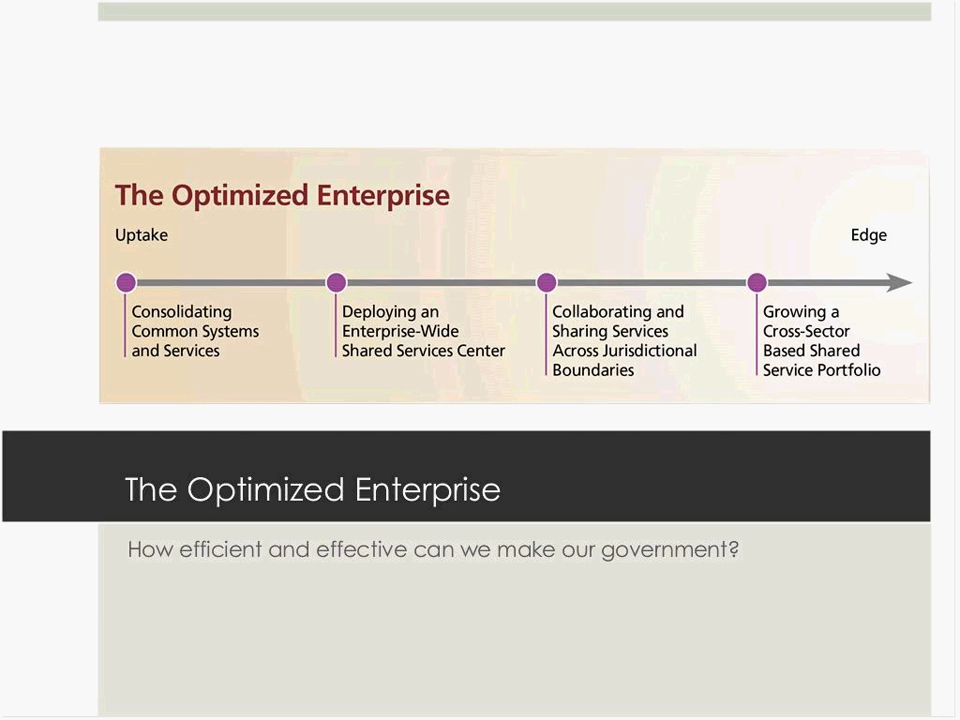 The Optimized Enterprise
Uptake
Edge
Consolidating
Common Systems
and Services
Deploying an
Enterprise-Wide
Shared Services Center
Collaborating and
Sharing Services
Across Jurisdictional
Boundaries
Growing a
Cross-Sector
Based Shared
Service Portfolio
The Optimized Enterprise
How efficient and effective can we make our government?